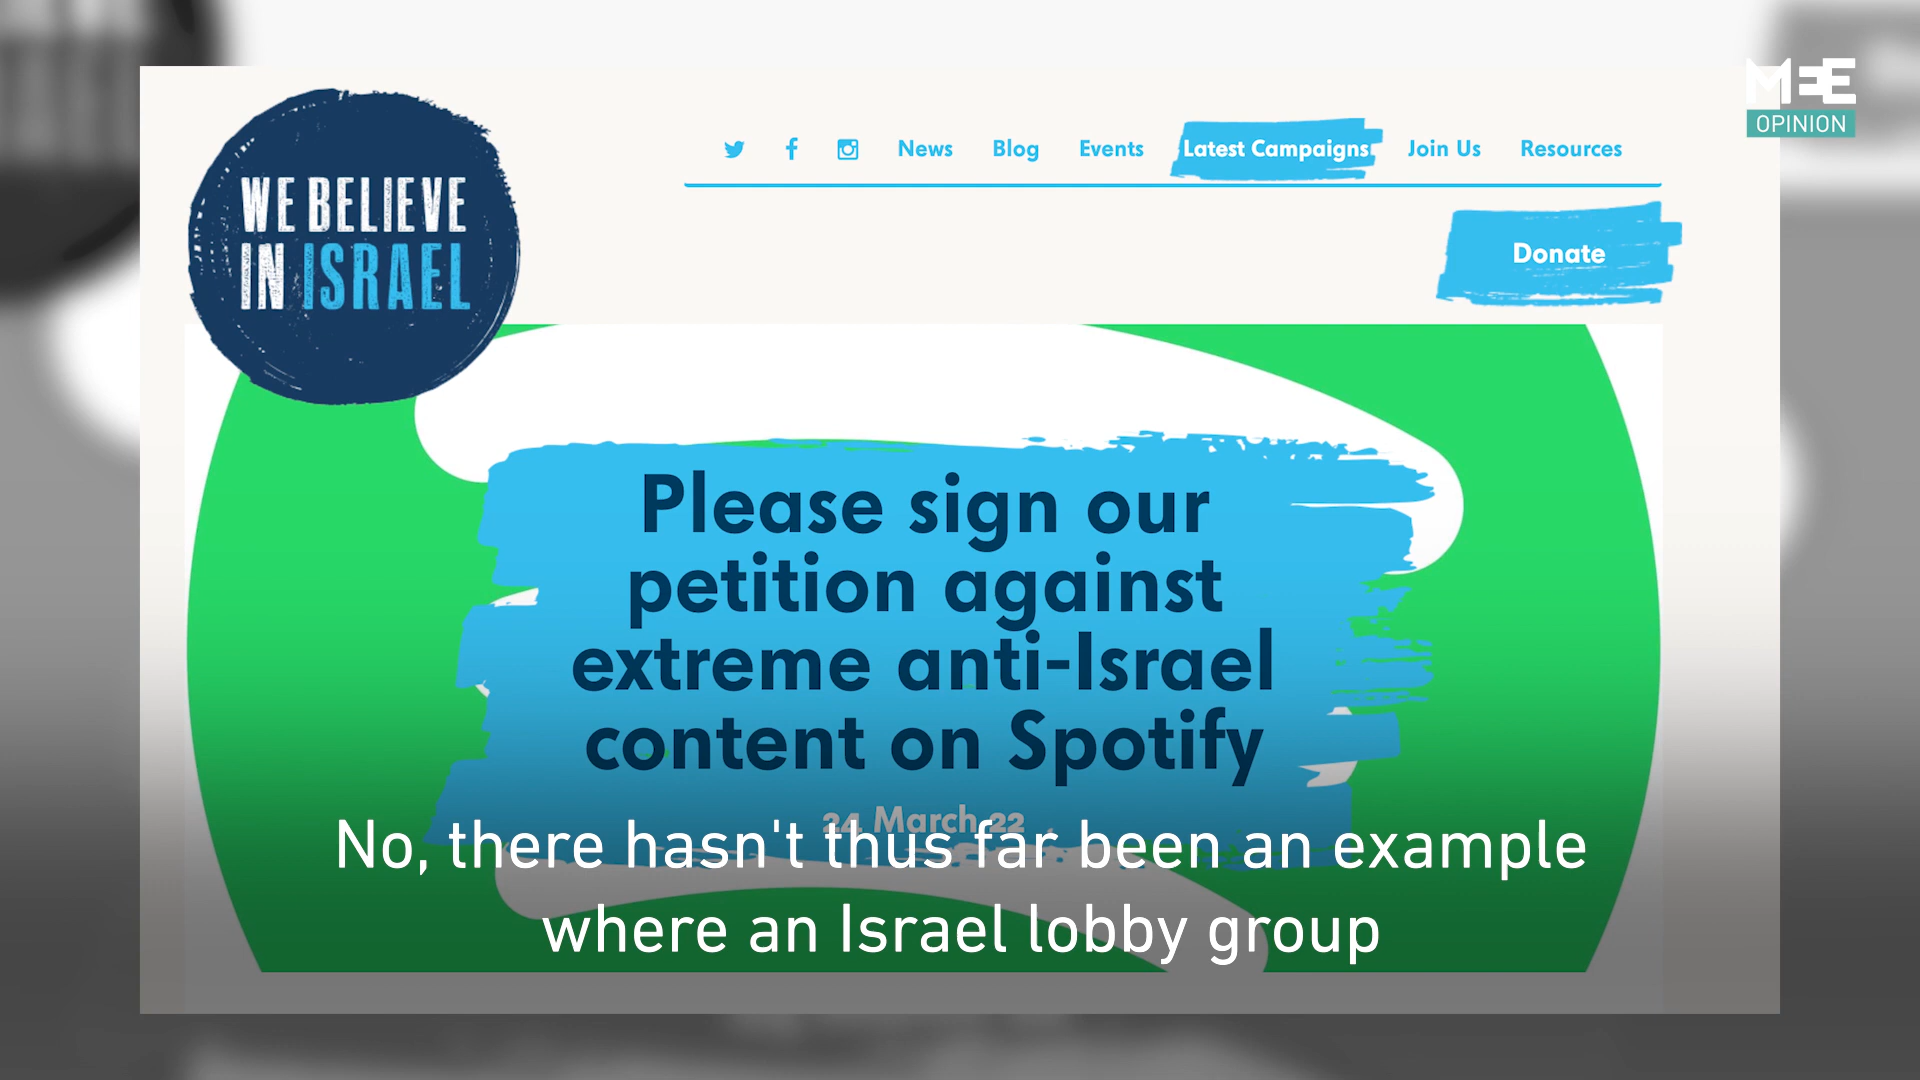 MEE
OPINION
News Blog Events Latest Campaigns Join Us Resources
WE BELIEVE
IN ISRAEL
Donate
Please sign our
petition against
extreme anti-Israel
content on Spotify
24 March 22
No, there hasn't thus far been an example
where an Israel lobby group